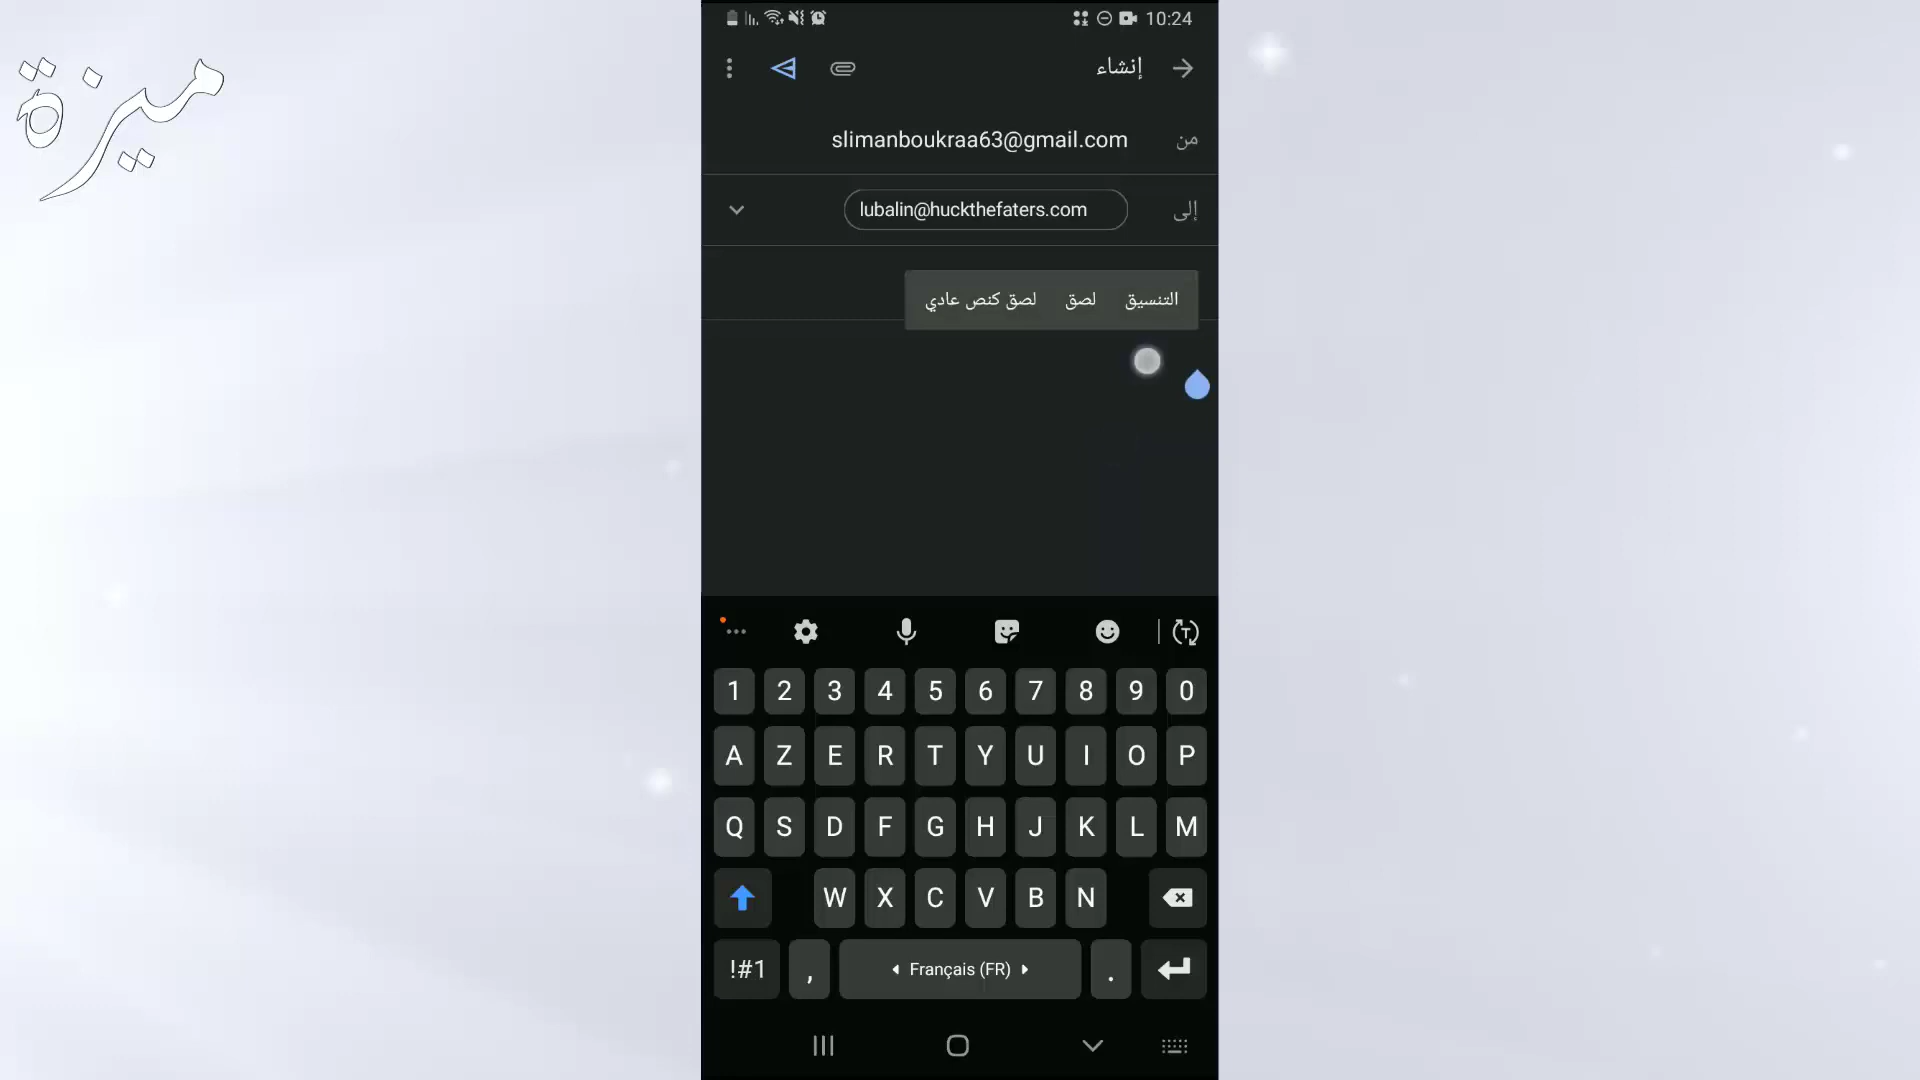 ميزة
10:24
إنشاء
من slimanboukraa63@gmail.com
إلى lubalin@huckthefaters.com
التنسيق لصق لصق كنص عادي
1 2 3 4 5 6 7 8 9 0
A Z E R T Y U I O P
Q S D F G H J K L M
W X C V B N
!#1 , Français (FR) .